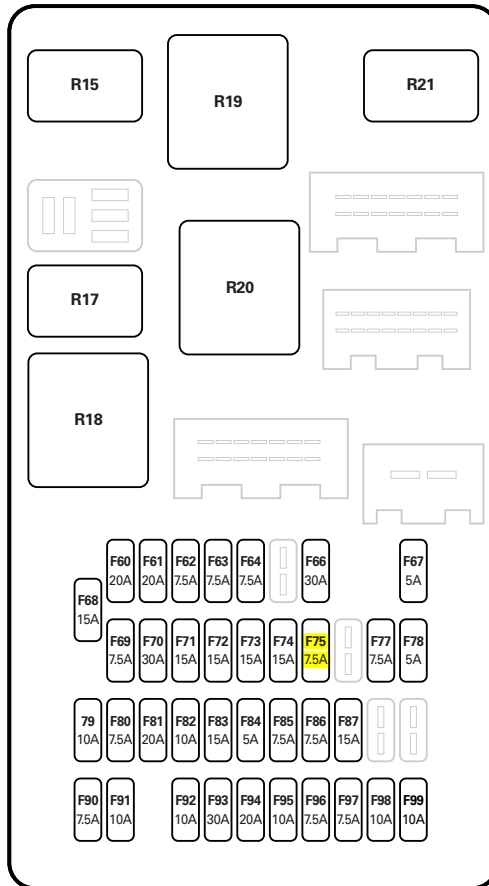 R15
R19
R21
R17
R20
R18
F60 F61 F62 F63 F64 F66 F67
20A 20A 7.5A 7.5A 7.5A 30A 5A
F68
15A
F69 F70 F71 F72 F73 F74 F75 F77 F78
7.5A 30A 15A 15A 15A 15A 7.5A 7.5A 5A
79 F80 F81 F82 F83 F84 F85 F86 F87
10A 7.5A 20A 10A 15A 5A 7.5A 7.5A 15A
F90 F91 F92 F93 F94 F95 F96 F97 F98 F99
7.5A 10A 10A 30A 20A 10A 7.5A 7.5A 10A 10A